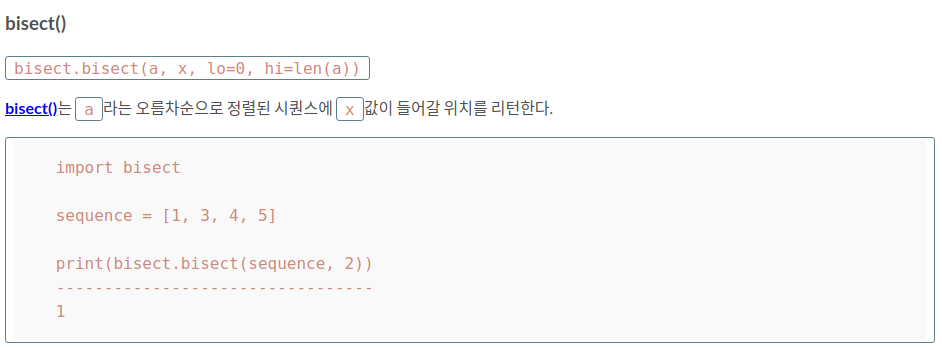 bisect()
bisect.bisect(a, x, lo=0, hi=len(a))
bisect()는 a 라는 오름차순으로 정렬된 시퀀스에 x 값이 들어갈 위치를 리턴한다.
import bisect
sequence = [1, 3, 4, 5]
print(bisect.bisect(sequence, 2))
---------------------------------
1